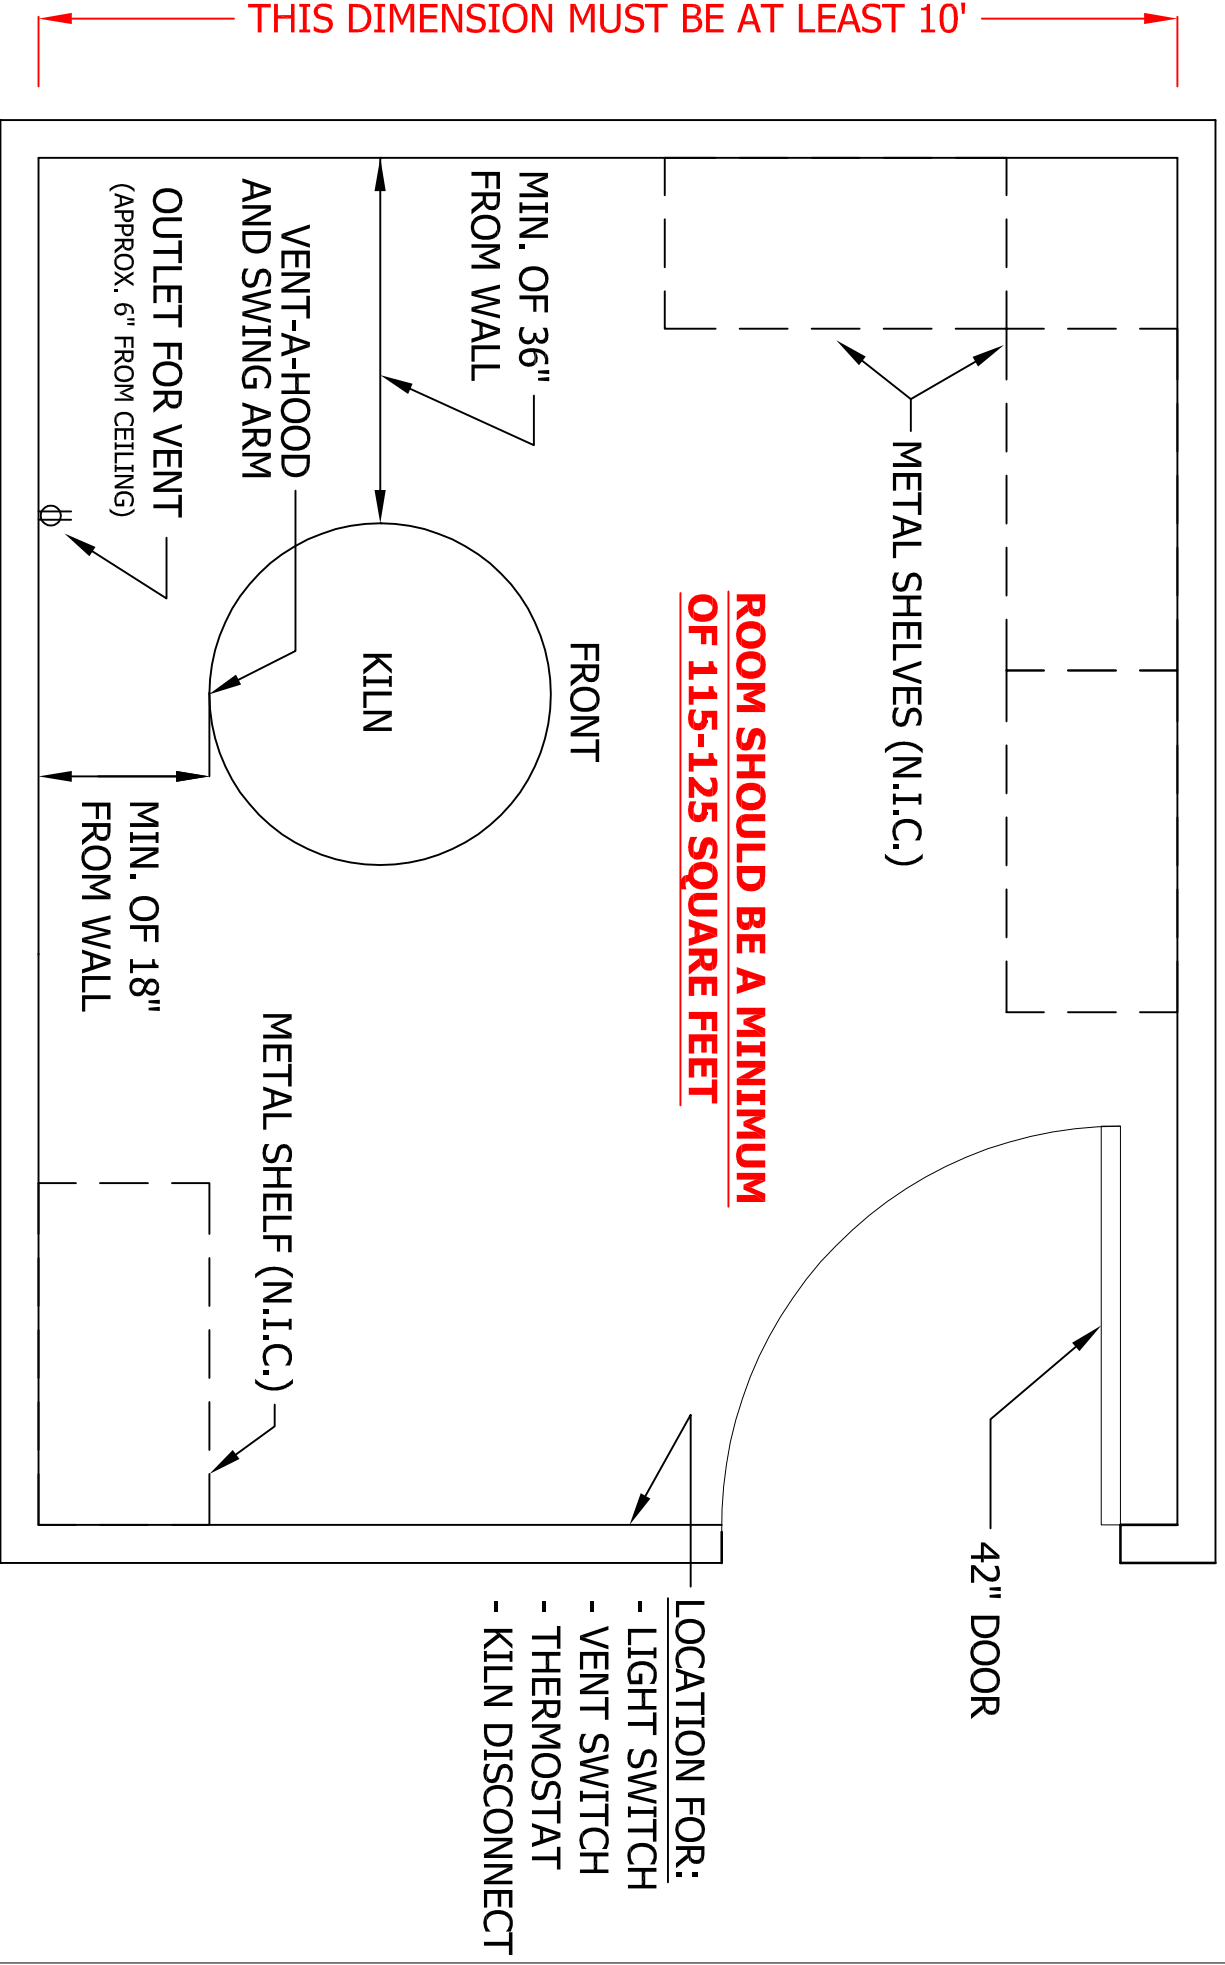 THIS DIMENSION MUST BE AT LEAST 10'
METAL SHELVES (N.I.C.)
42" DOOR
ROOM SHOULD BE A MINIMUM
OF 115-125 SQUARE FEET
LOCATION FOR:
- LIGHT SWITCH
- VENT SWITCH
- THERMOSTAT
- KILN DISCONNECT
MIN. OF 36"
FROM WALL
FRONT
KILN
VENT-A-HOOD
AND SWING ARM
METAL SHELF (N.I.C.)
OUTLET FOR VENT
(APPROX. 6" FROM CEILING)
MIN. OF 18"
FROM WALL